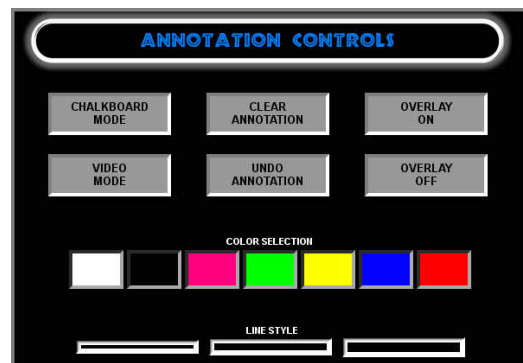 ANNOTATION CONTROLS
CHALKBOARD
MODE
CLEAR
ANNOTATION
OVERLAY
ON
VIDEO
MODE
UNDO
ANNOTATION
OVERLAY
OFF
COLOR SELECTION
LINE STYLE